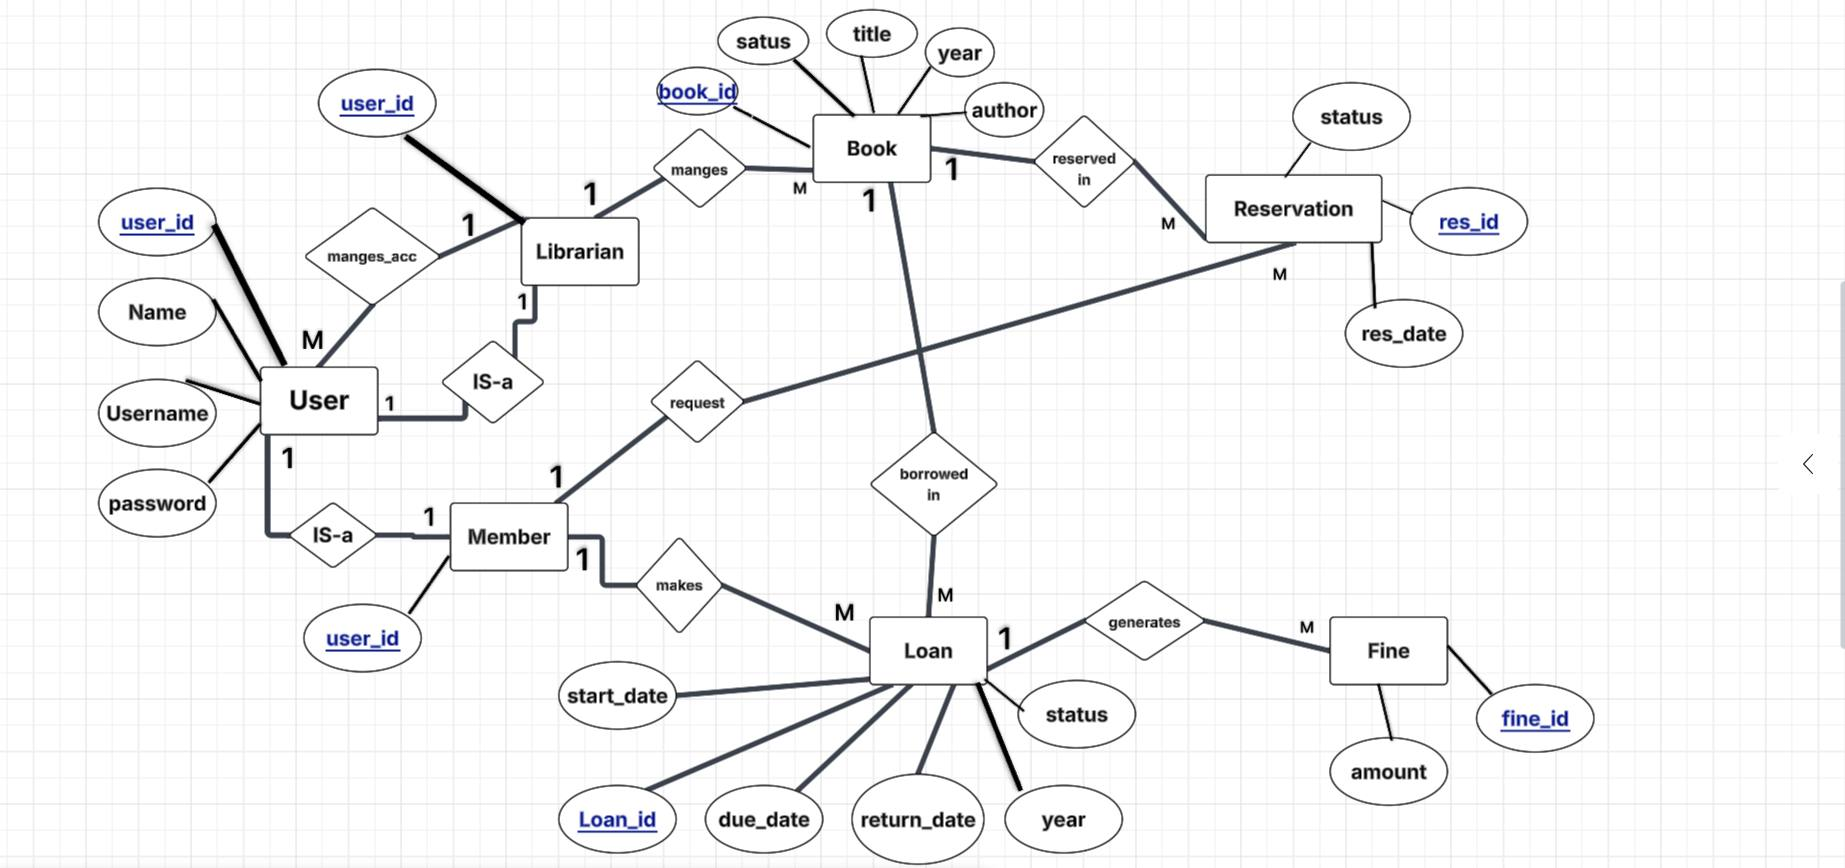 satus
title
year
book_id
author
user_id
Book
manges
1
M
1
1
reserved
in
M
status
Reservation
res_id
M
res_date
user_id
manges_acc
1
Librarian
1
Name
M
IS-a
User
1
Username
1
password
request
1
borrowed
in
IS-a
1
Member
1
makes
user_id
M
M
Loan
1
generates
M
Fine
start_date
status
fine_id
amount
Loan_id
due_date
return_date
year